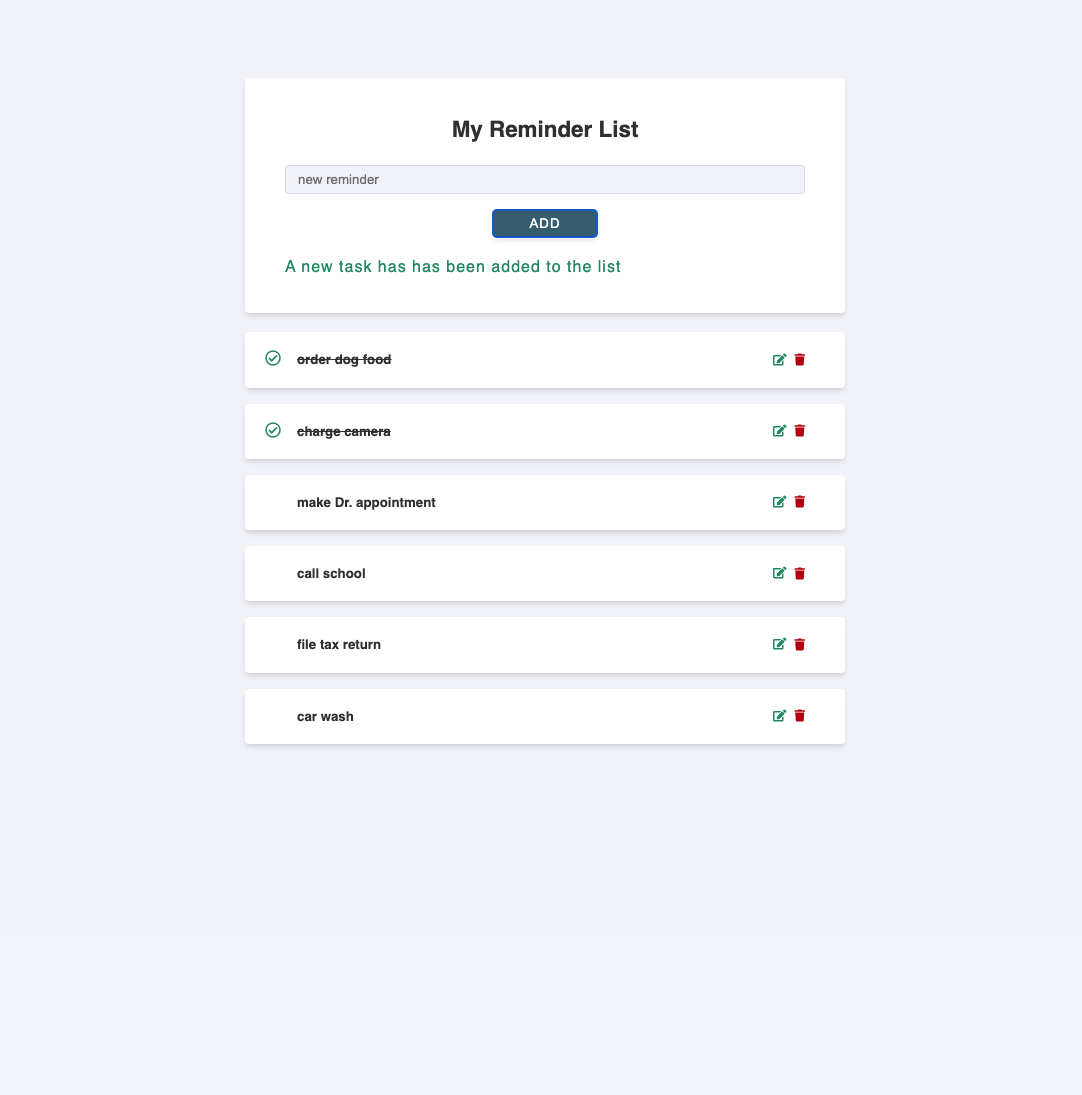 My Reminder List
new reminder
ADD
A new task has has been added to the list
order dog food
charge camera
make Dr. appointment
call school
file tax return
car wash